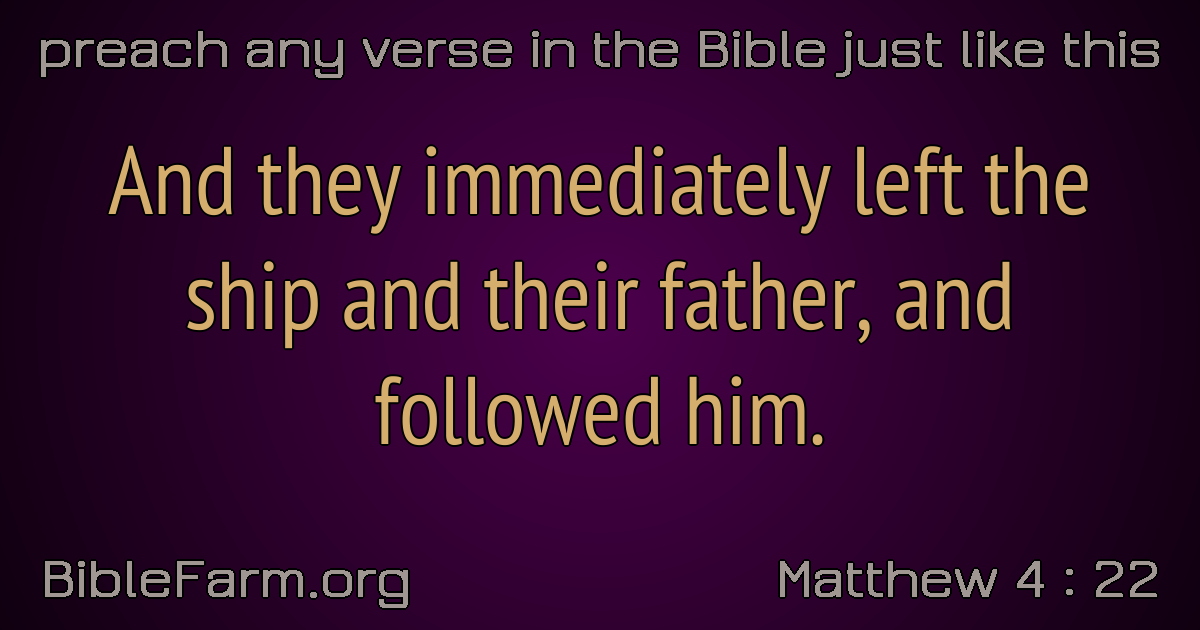 preach any verse in the Bible just like this
And they immediately left the
ship and their father, and
followed him.
BibleFarm.org
Matthew 4 : 22